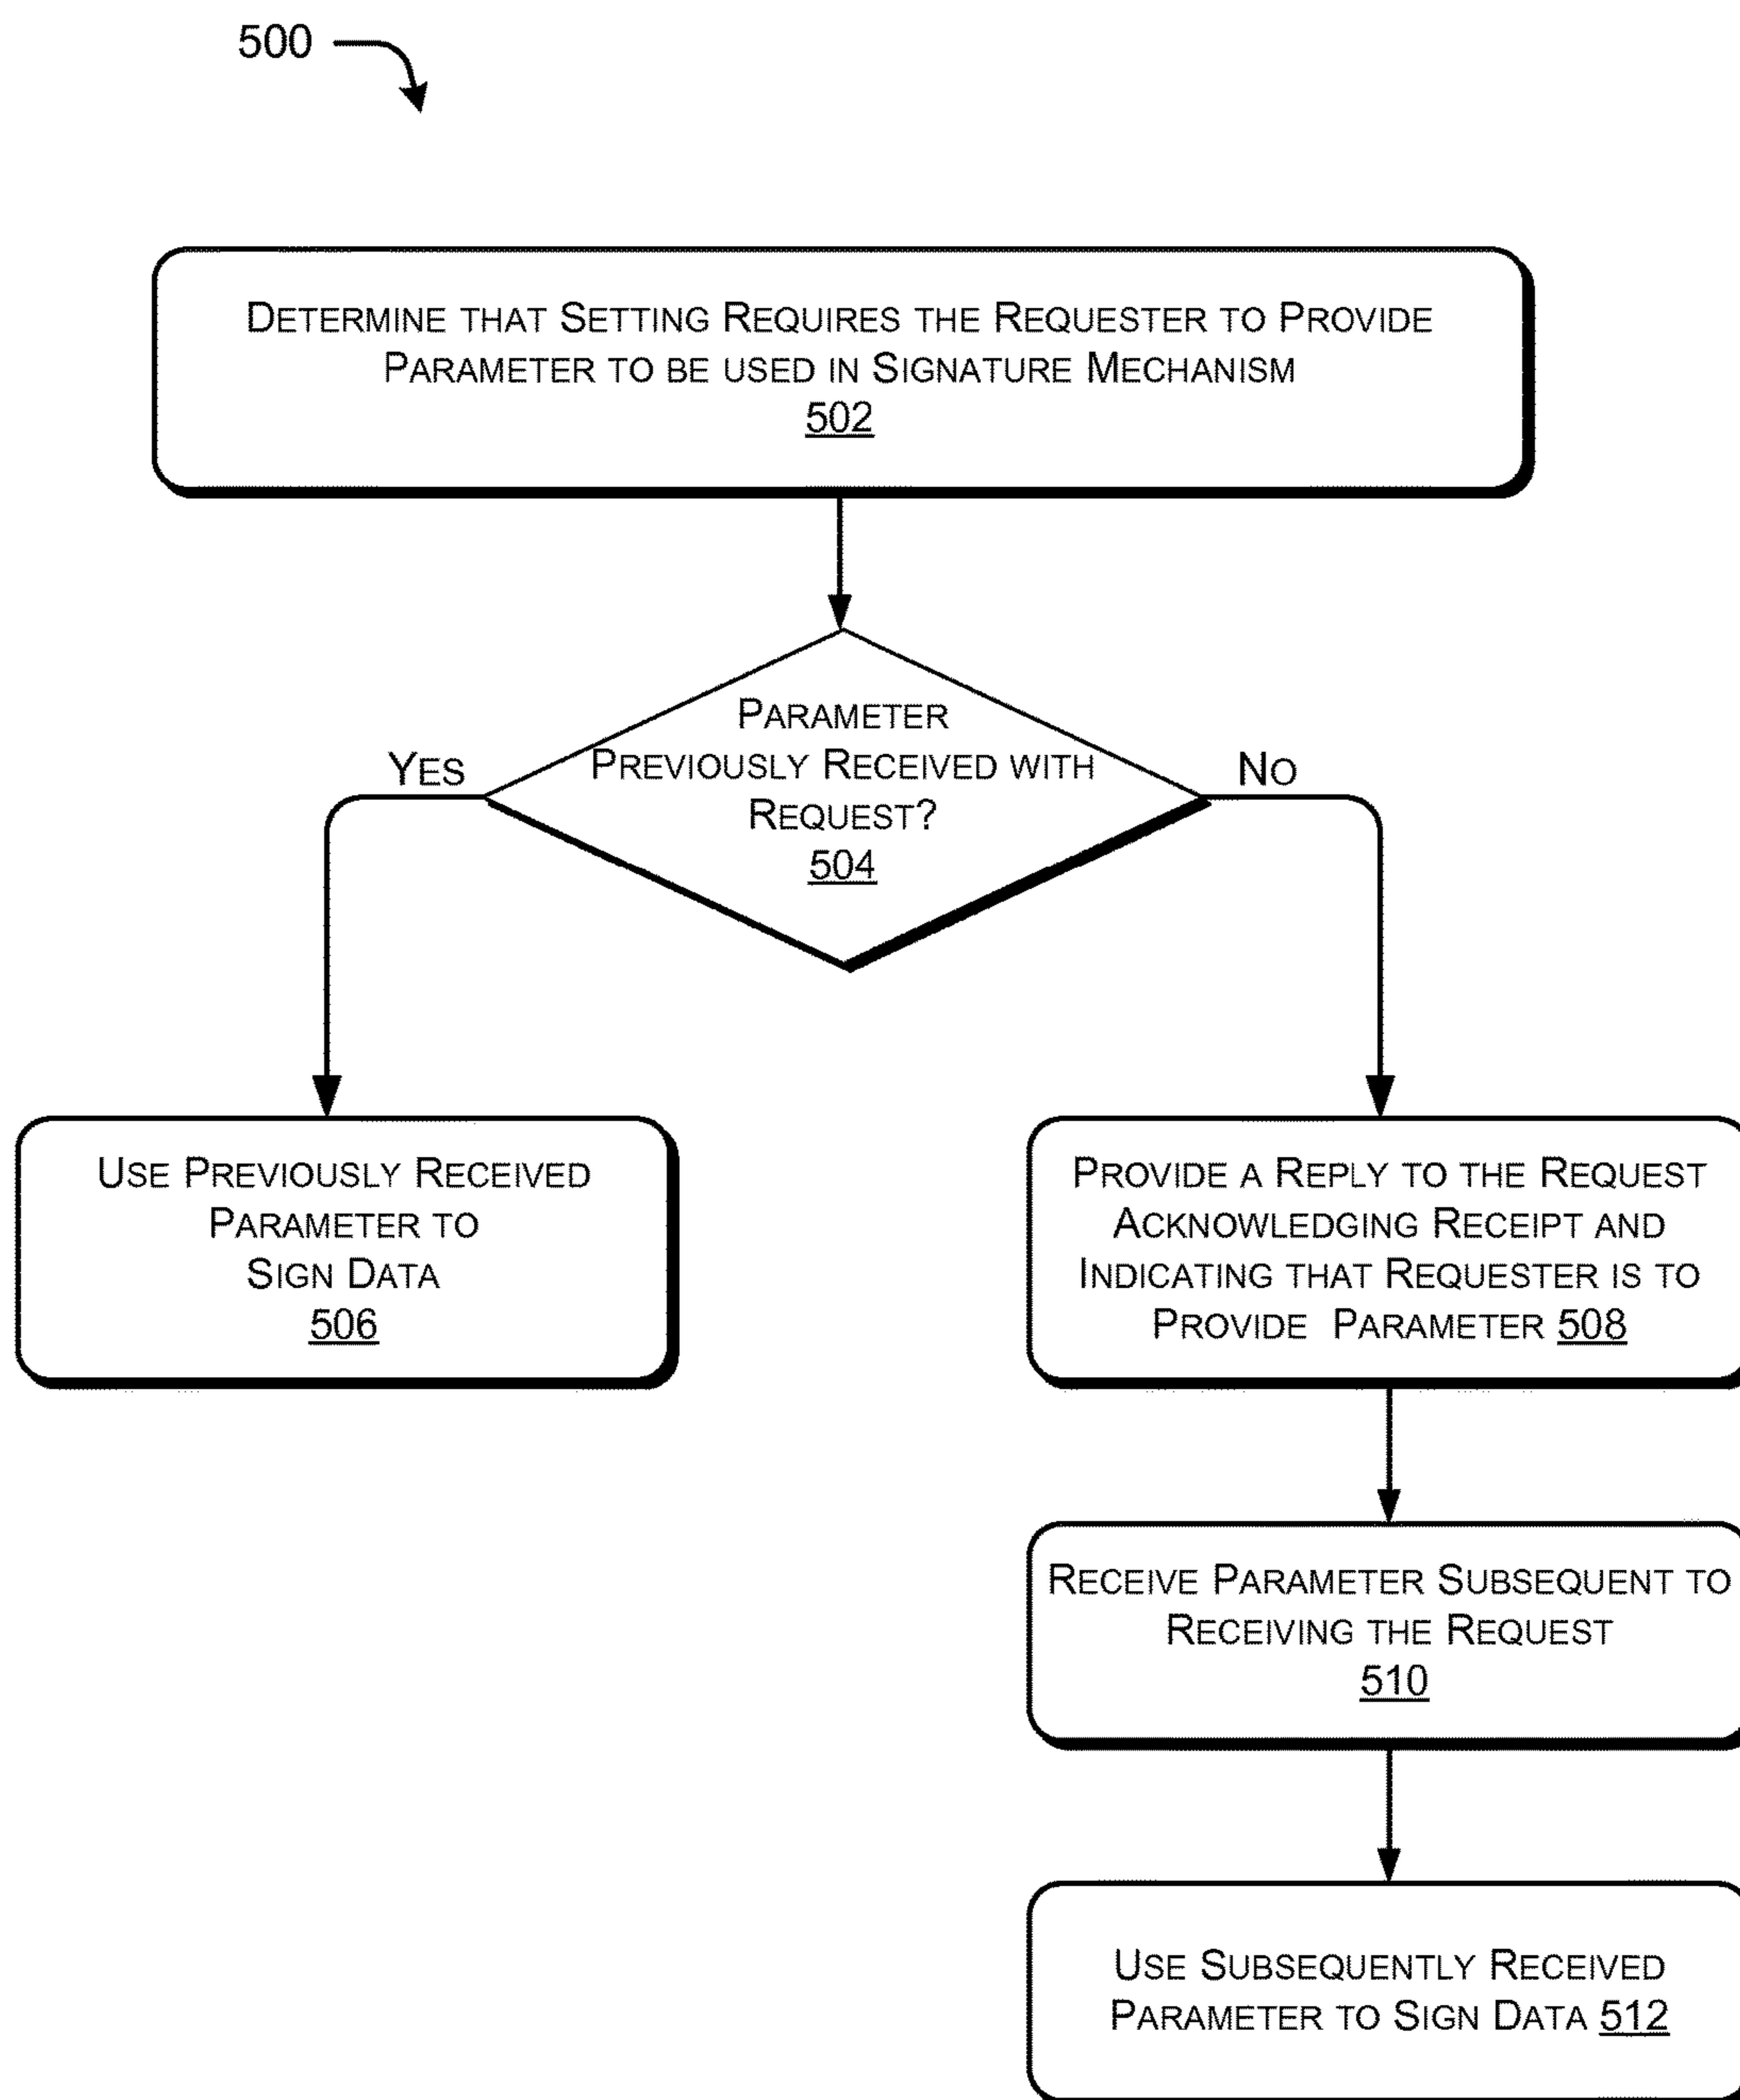 500
DETERMINE THAT SETTING REQUIRES THE REQUESTER TO PROVIDE
PARAMETER TO BE USED IN SIGNATURE MECHANISM
502
PARAMETER
PREVIOUSLY RECEIVED WITH
REQUEST?
504
YES
NO
USE PREVIOUSLY RECEIVED
PARAMETER TO
SIGN DATA
506
PROVIDE A REPLY TO THE REQUEST
ACKNOWLEDGING RECEIPT AND
INDICATING THAT REQUESTER IS TO
PROVIDE PARAMETER 508
RECEIVE PARAMETER SUBSEQUENT TO
RECEIVING THE REQUEST
510
USE SUBSEQUENTLY RECEIVED
PARAMETER TO SIGN DATA 512